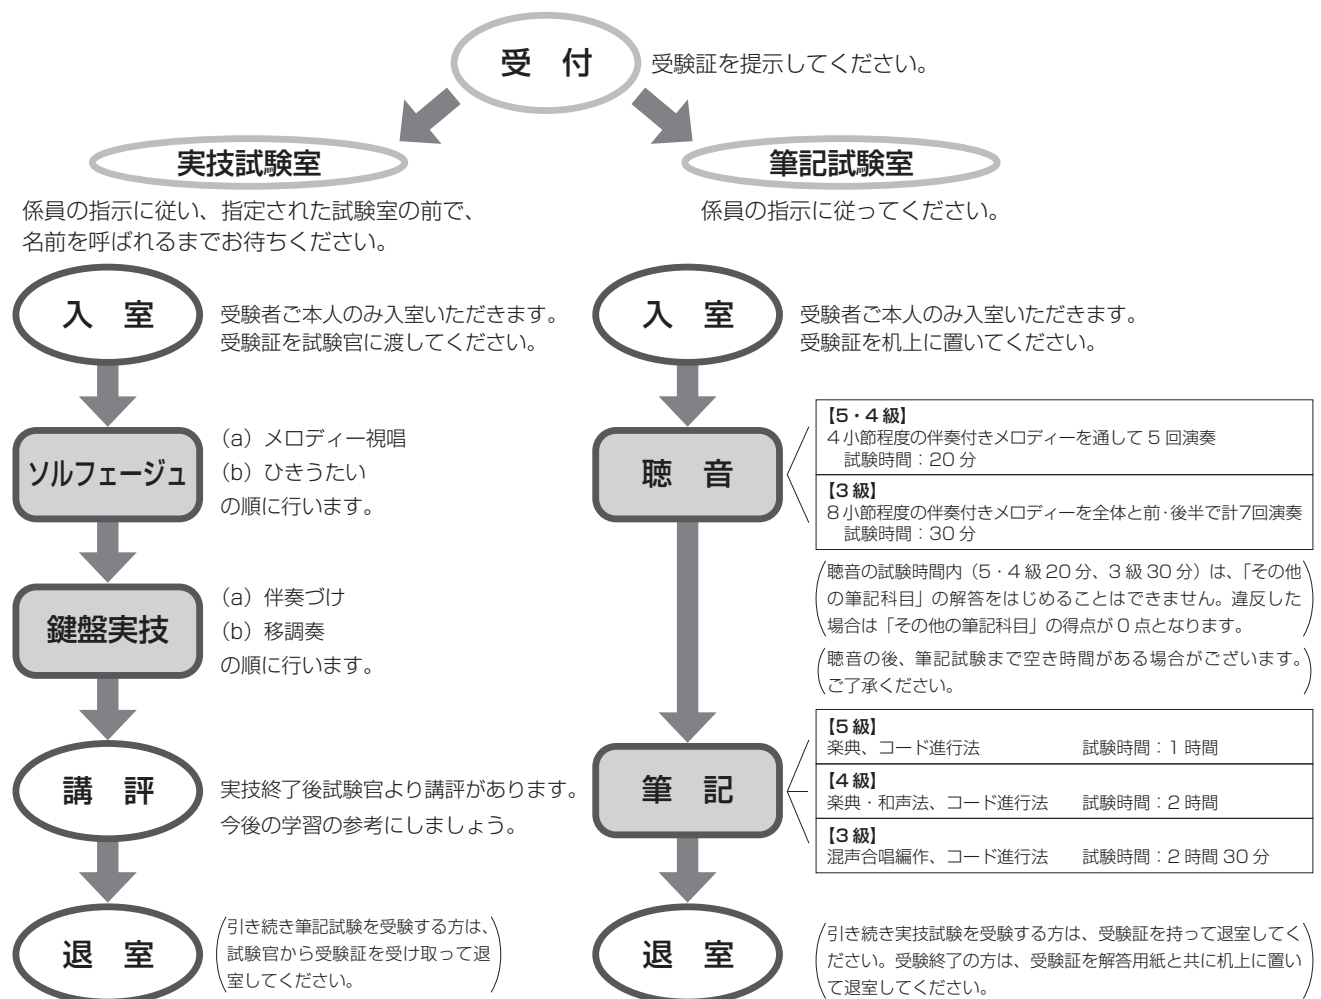 受 付
受験証を提示してください。
実技試験室
係員の指示に従い、指定された試験室の前で、
名前を呼ばれるまでお待ちください。
入 室
受験者ご本人のみ入室いただきます。
受験証を試験官に渡してください。
ソルフェージュ
(a)メロディー視唱
(b)ひきうたい
の順に行います。
鍵盤実技
(a)伴奏づけ
(b)移調奏
の順に行います。
講 評
実技終了後試験官より講評があります。
今後の学習の参考にしましょう。
退 室
(引き続き筆記試験を受験する方は、
試験官から受験証を受け取って退
室してください。)
筆記試験室
係員の指示に従ってください。
入 室
受験者ご本人のみ入室いただきます。
受験証を机上に置いてください。
聴 音
【5・4級】
4小節程度の伴奏付きメロディーを通して5回演奏
試験時間:20分
【3級】
8小節程度の伴奏付きメロディーを全体と前・後半で計7回演奏
試験時間:30分
(聴音の試験時間内(5・4級20分、3級30分)は、「その他
の筆記科目」の解答をはじめることはできません。違反した
場合は「その他の筆記科目」の得点が0点となります。)
(聴音の後、筆記試験まで空き時間がある場合がございます。
ご了承ください。)
筆 記
【5級】
楽典、コード進行法 試験時間:1時間
【4級】
楽典・和声法、コード進行法 試験時間:2時間
【3級】
混声合唱編作、コード進行法 試験時間:2時間30分
退 室
(引き続き実技試験を受験する方は、受験証を持って退室してく
ださい。受験終了の方は、受験証を解答用紙と共に机上に置い
て退室してください。)